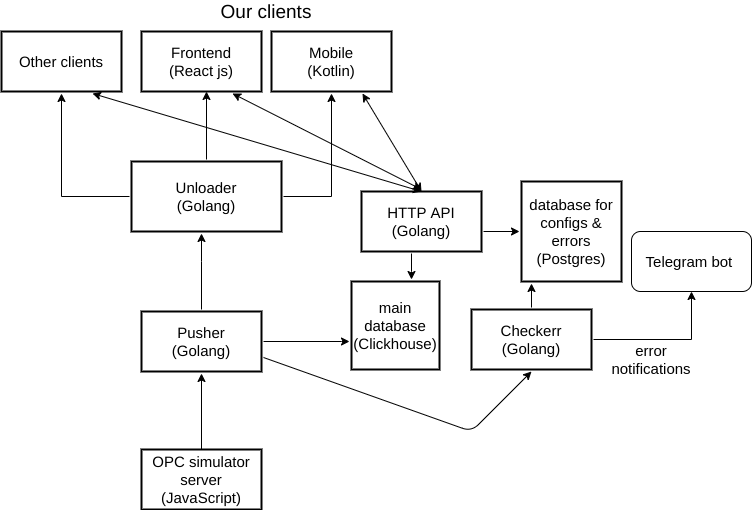 Our clients
Other clients
Frontend
(React js)
Mobile
(Kotlin)
Unloader
(Golang)
HTTP API
(Golang)
database for
configs &
errors
(Postgres)
Telegram bot
main
database
(Clickhouse)
Pusher
(Golang)
Checkerr
(Golang)
error
notifications
OPC simulator
server
(JavaScript)